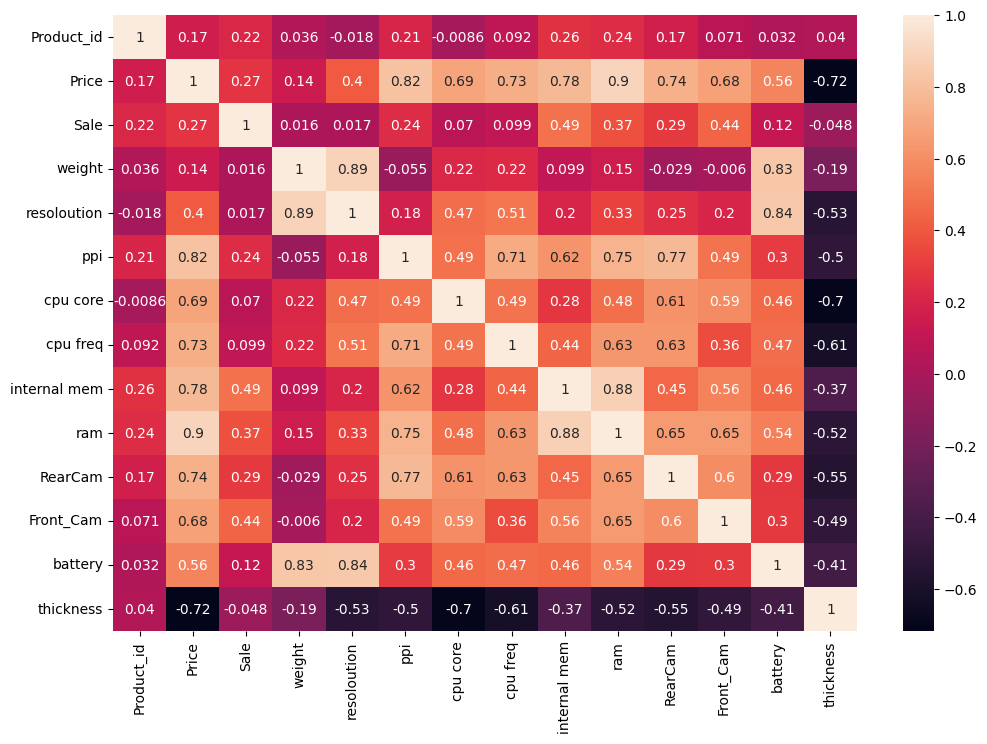 Product_id 1 0.17 0.22 0.036 -0.018 0.21 -0.0086 0.092 0.26 0.24 0.17 0.071 0.032 0.04
Price 0.17 1 0.27 0.14 0.4 0.82 0.69 0.73 0.78 0.9 0.74 0.68 0.56 -0.72
Sale 0.22 0.27 1 0.016 0.017 0.24 0.07 0.099 0.49 0.37 0.29 0.44 0.12 -0.048
weight 0.036 0.14 0.016 1 0.89 -0.055 0.22 0.22 0.099 0.15 -0.029 -0.006 0.83 -0.19
resoloution -0.018 0.4 0.017 0.89 1 0.18 0.47 0.51 0.2 0.33 0.25 0.2 0.84 -0.53
ppi 0.21 0.82 0.24 -0.055 0.18 1 0.49 0.71 0.62 0.75 0.77 0.49 0.3 -0.5
cpu core -0.0086 0.69 0.07 0.22 0.47 0.49 1 0.49 0.28 0.48 0.61 0.59 0.46 -0.7
cpu freq 0.092 0.73 0.099 0.22 0.51 0.71 0.49 1 0.44 0.63 0.63 0.36 0.47 -0.61
internal mem 0.26 0.78 0.49 0.099 0.2 0.62 0.28 0.44 1 0.88 0.45 0.56 0.46 -0.37
ram 0.24 0.9 0.37 0.15 0.33 0.75 0.48 0.63 0.88 1 0.65 0.65 0.54 -0.52
RearCam 0.17 0.74 0.29 -0.029 0.25 0.77 0.61 0.63 0.45 0.65 1 0.6 0.29 -0.55
Front_Cam 0.071 0.68 0.44 -0.006 0.2 0.49 0.59 0.36 0.56 0.65 0.6 1 0.3 -0.49
battery 0.032 0.56 0.12 0.83 0.84 0.3 0.46 0.47 0.46 0.54 0.29 0.3 1 -0.41
thickness 0.04 -0.72 -0.048 -0.19 -0.53 -0.5 -0.7 -0.61 -0.37 -0.52 -0.55 -0.49 -0.41 1
Product_id Price Sale weight resoloution ppi cpu core cpu freq internal mem ram RearCam Front_Cam battery thickness
1.0
0.8
0.6
0.4
0.2
0.0
-0.2
-0.4
-0.6